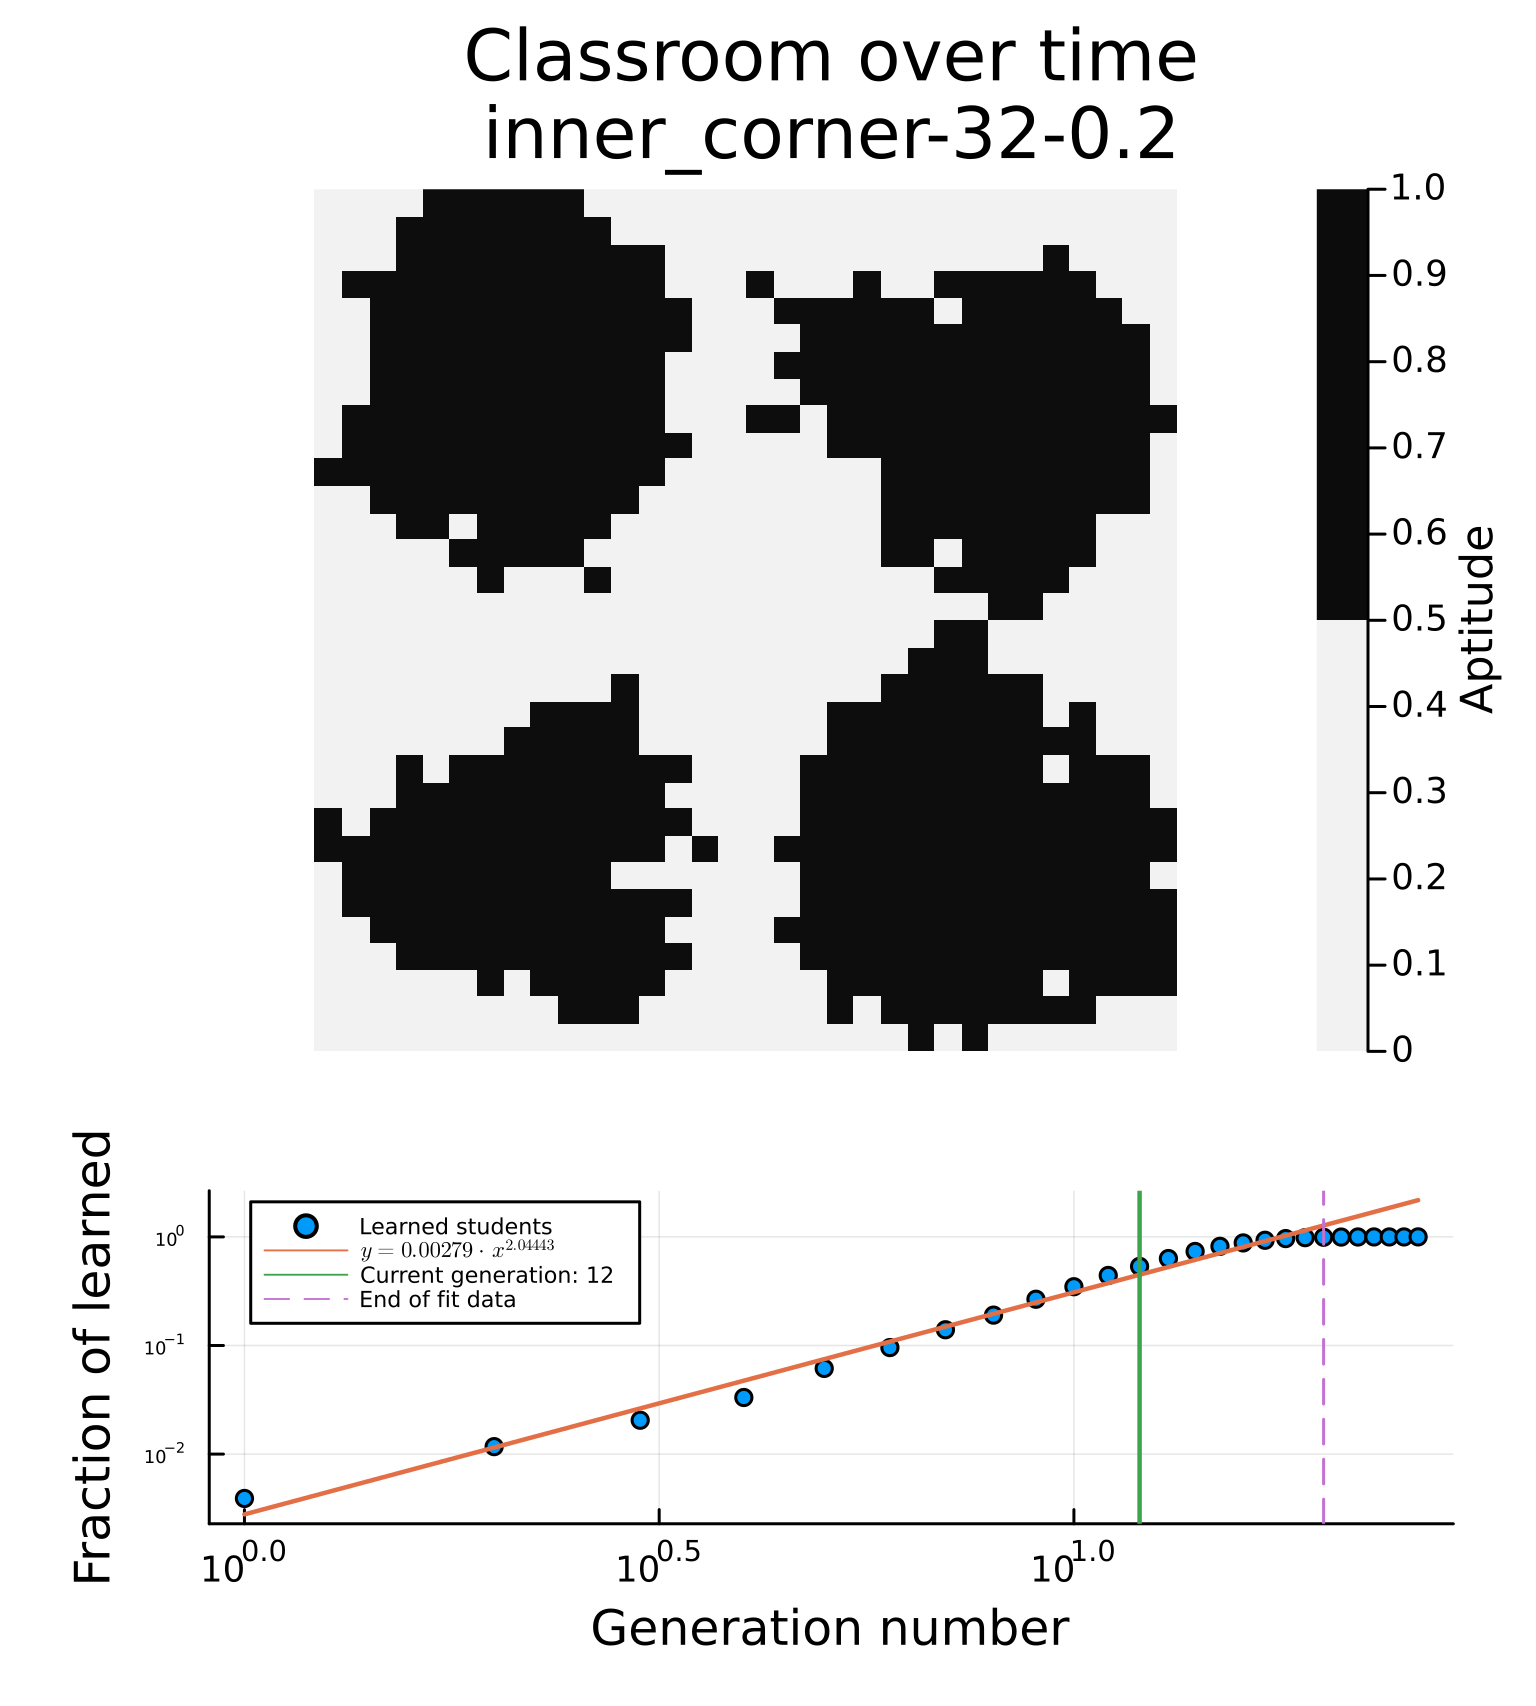 Classroom over time
inner_corner-32-0.2
1.0
0.9
0.8
0.7
0.6
0.5
0.4
0.3
0.2
0.1
0
Aptitude
Fraction of learned
10⁰
10⁻¹
10⁻²
Learned students
y = 0.00279 · x^2.04443
Current generation: 12
End of fit data
10^0.0
10^0.5
10^1.0
Generation number